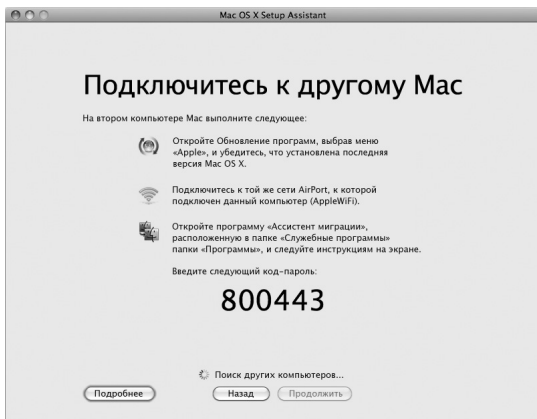 Mac OS X Setup Assistant
Подключитесь к другому Mac
На втором компьютере Mac выполните следующее:
Откройте Обновление программ, выбрав меню
«Apple», и убедитесь, что установлена последняя
версия Mac OS X.
Подключитесь к той же сети AirPort, к которой
подключен данный компьютер (AppleWiFi).
Откройте программу «Ассистент миграции»,
расположенную в папке «Служебные программы»
папки «Программы», и следуйте инструкциям на экране.
Введите следующий код-пароль:
800443
Поиск других компьютеров...
Подробнее Назад Продолжить